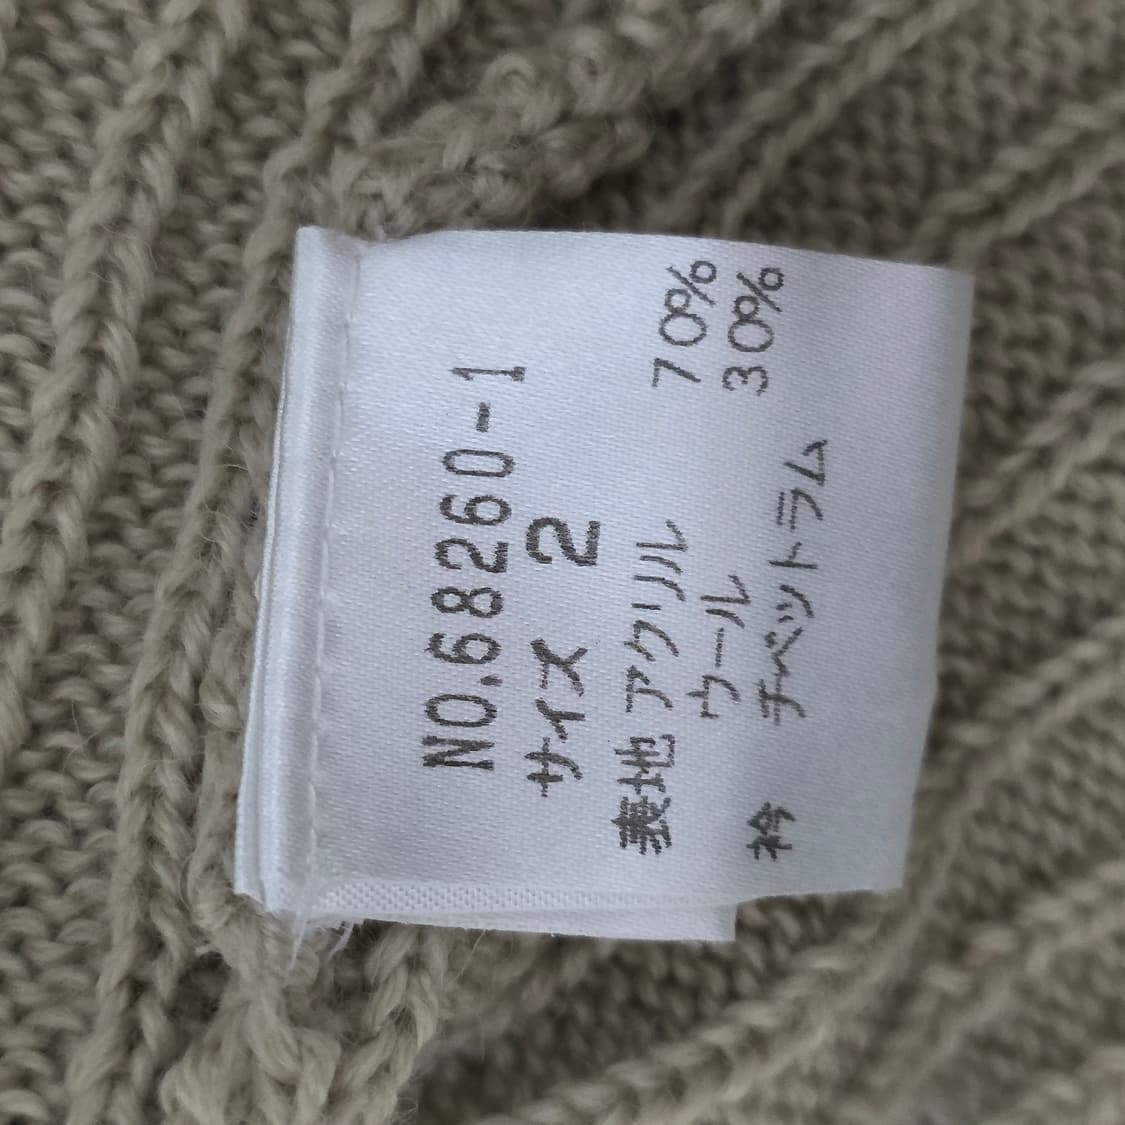 NO.68260-1
サイズ 2
表地 アクリル 70%
ウール 30%
衿 チベットラム